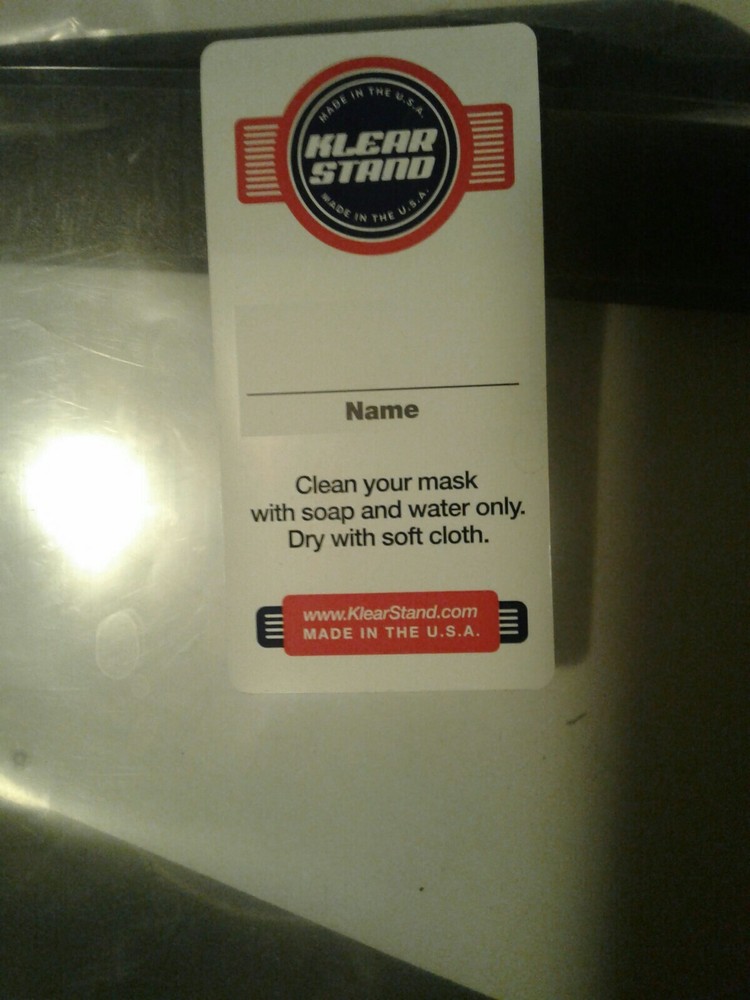 MADE IN THE U.S.A.
KLEAR
STAND
MADE IN THE U.S.A.
Name
Clean your mask
with soap and water only.
Dry with soft cloth.
www.KlearStand.com
MADE IN THE U.S.A.